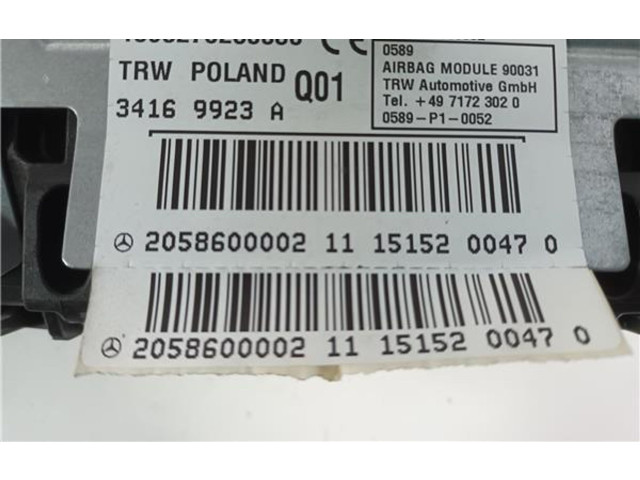 CE
0589
TRW POLAND Q01
AIRBAG MODULE 90031
TRW Automotive GmbH
3416 9923 A
Tel. +49 7172 302 0
0589-P1-0052
2058600002 11 15152 0047 0
2058600002 11 15152 0047 0